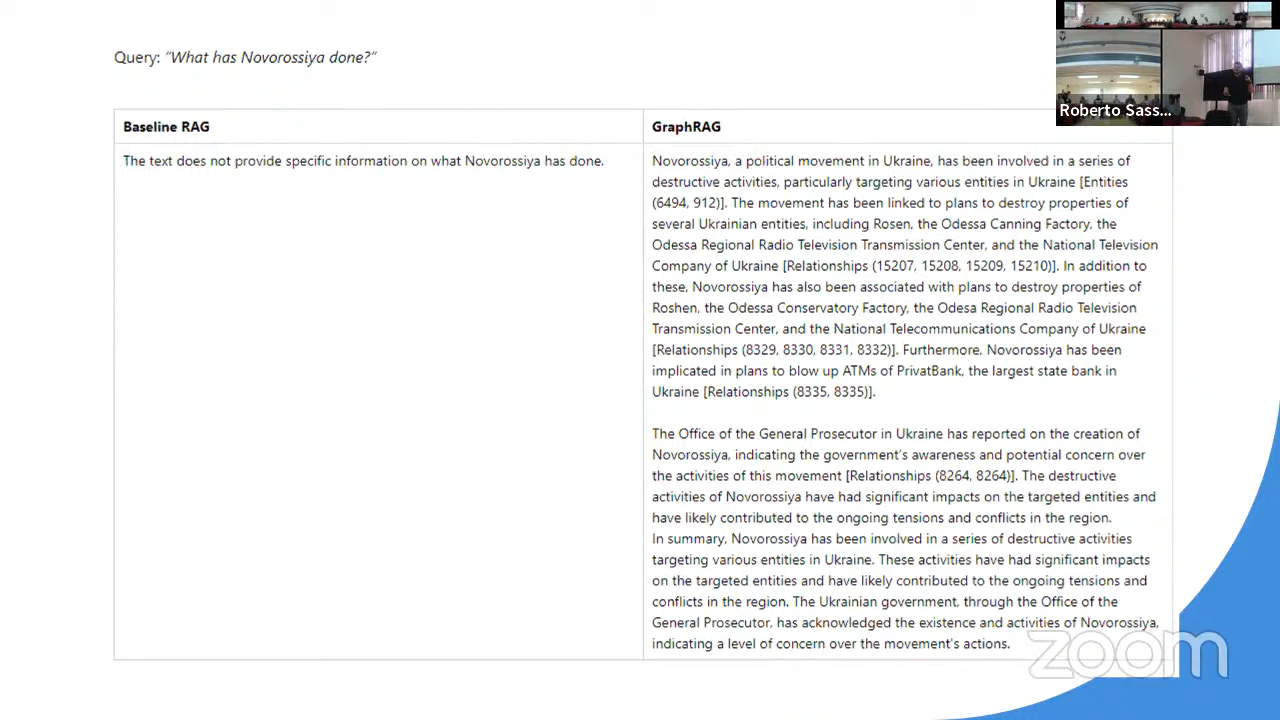 Query: “What has Novorossiya done?”
Roberto Sass...
Baseline RAG
The text does not provide specific information on what Novorossiya has done.
GraphRAG
Novorossiya, a political movement in Ukraine, has been involved in a series of
destructive activities, particularly targeting various entities in Ukraine [Entities
(6494, 912)]. The movement has been linked to plans to destroy properties of
several Ukrainian entities, including Rosen, the Odessa Canning Factory, the
Odessa Regional Radio Television Transmission Center, and the National Television
Company of Ukraine [Relationships (15207, 15208, 15209, 15210)]. In addition to
these, Novorossiya has also been associated with plans to destroy properties of
Roshen, the Odessa Conservatory Factory, the Odesa Regional Radio Television
Transmission Center, and the National Telecommunications Company of Ukraine
[Relationships (8329, 8330, 8331, 8332)]. Furthermore, Novorossiya has been
implicated in plans to blow up ATMs of PrivatBank, the largest state bank in
Ukraine [Relationships (8335, 8335)].
The Office of the General Prosecutor in Ukraine has reported on the creation of
Novorossiya, indicating the government’s awareness and potential concern over
the activities of this movement [Relationships (8264, 8264)]. The destructive
activities of Novorossiya have had significant impacts on the targeted entities and
have likely contributed to the ongoing tensions and conflicts in the region.
In summary, Novorossiya has been involved in a series of destructive activities
targeting various entities in Ukraine. These activities have had significant impacts
on the targeted entities and have likely contributed to the ongoing tensions and
conflicts in the region. The Ukrainian government, through the Office of the
General Prosecutor, has acknowledged the existence and activities of Novorossiya,
indicating a level of concern over the movement’s actions.
zoom